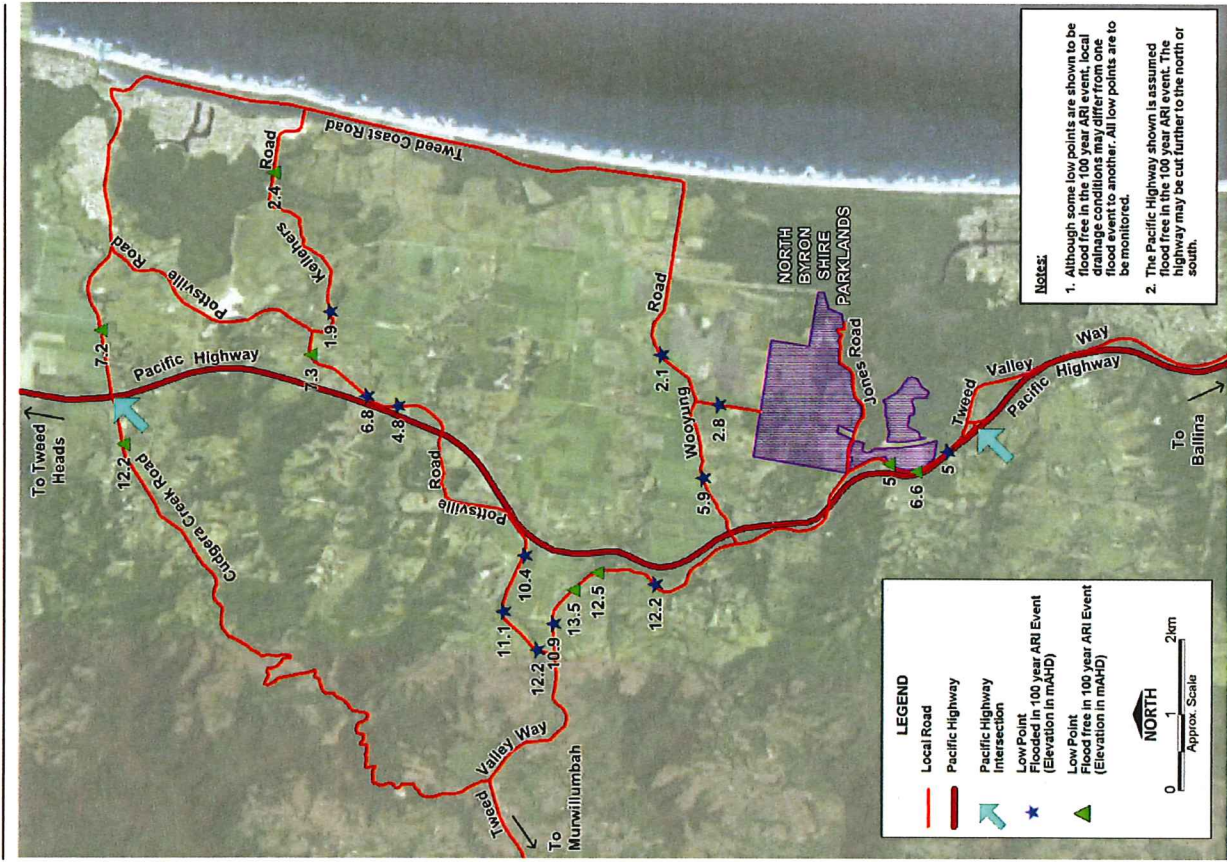 To Tweed
Heads
12.2
7.2
Cudgera Creek Road
Pacific Highway
Pottsville
Road
Kellehers
Road
2.4
1.9
7.3
6.8
4.8
Tweed Coast Road
Pottsville
Road
10.4
11.1
12.2
10.9
13.5
12.5
12.2
Tweed
Valley Way
To
Murwillumbah
Wooyung
Road
2.1
2.8
5.9
NORTH
BYRON
SHIRE
PARKLANDS
Jones Road
5
6.6
5
Tweed
Valley
Way
Pacific Highway
To
Ballina
LEGEND
Local Road
Pacific Highway
Pacific Highway
Intersection
Low Point
Flooded in 100 year ARI Event
(Elevation in mAHD)
Low Point
Flood free in 100 year ARI Event
(Elevation in mAHD)
NORTH
0
1
2km
Approx. Scale
Notes:
1. Although some low points are shown to be
flood free in the 100 year ARI event, local
drainage conditions may differ from one
flood event to another. All low points are to
be monitored.
2. The Pacific Highway shown is assumed
flood free in the 100 year ARI event. The
highway may be cut further to the north or
south.